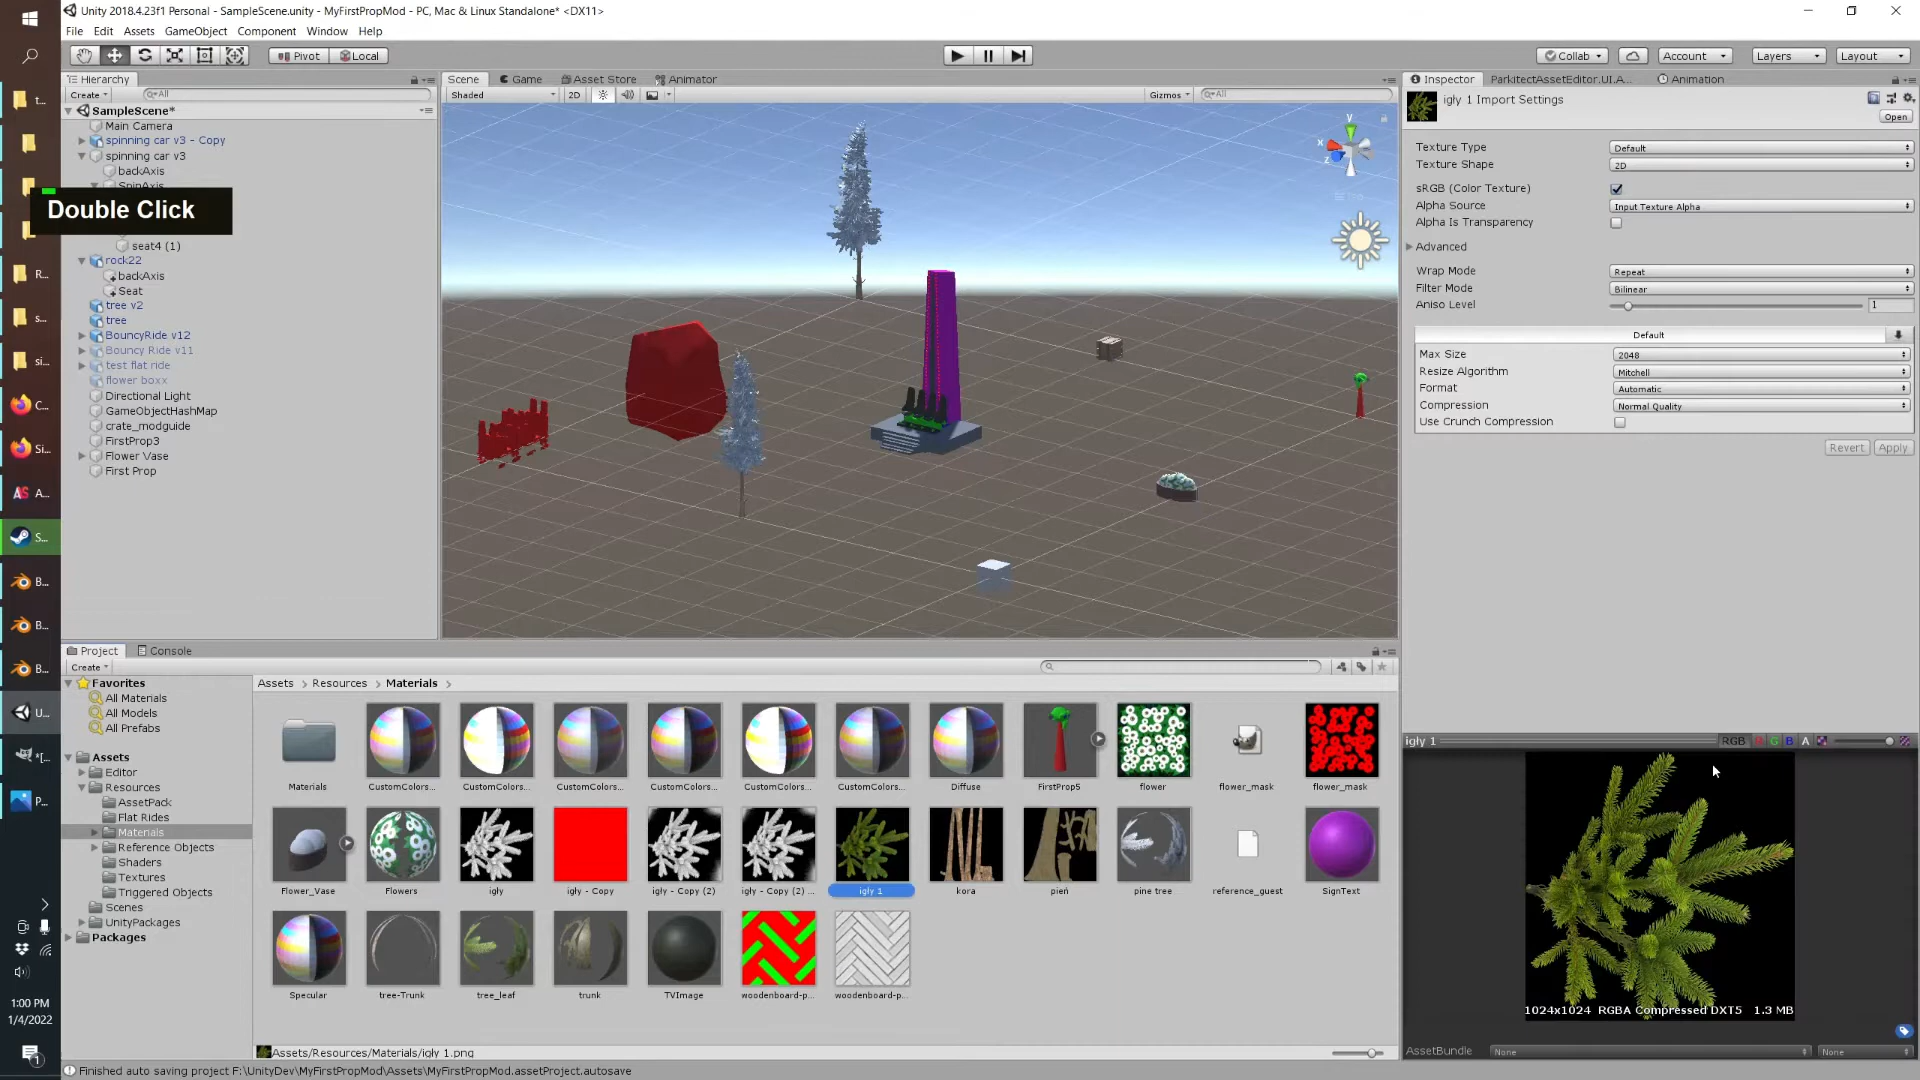 Unity 2018.4.23f1 Personal - SampleScene.unity - MyFirstPropMod - PC, Mac & Linux Standalone* <DX11>
File Edit Assets GameObject Component Window Help
Pivot Local Collab Account Layers Layout
Hierarchy
Create All
SampleScene*
Main Camera
spinning car v3 - Copy
spinning car v3
backAxis
SpinAxis
Double Click
seat4 (1)
rock22
backAxis
Seat
tree v2
tree
BouncyRide v12
Bouncy Ride v11
test flat ride
flower boxx
Directional Light
GameObjectHashMap
crate_modguide
FirstProp3
Flower Vase
First Prop
Scene Game Asset Store Animator
Shaded 2D Gizmos All
y
x
z
Inspector ParkitectAssetEditor.UI.A... Animation
igly 1 Import Settings
Open
Texture Type Default
Texture Shape 2D
sRGB (Color Texture)
Alpha Source Input Texture Alpha
Alpha Is Transparency
Advanced
Wrap Mode Repeat
Filter Mode Bilinear
Aniso Level 1
Default
Max Size 2048
Resize Algorithm Mitchell
Format Automatic
Compression Normal Quality
Use Crunch Compression
Revert Apply
Project Console
Create
Favorites
All Materials
All Models
All Prefabs
Assets
Editor
Resources
AssetPack
Flat Rides
Materials
Reference Objects
Shaders
Textures
Triggered Objects
Scenes
UnityPackages
Packages
Assets Resources Materials
Materials CustomColors... CustomColors... CustomColors... CustomColors... CustomColors... CustomColors... Diffuse FirstProp5 flower flower_mask flower_mask
Flower_Vase Flowers igly igly - Copy igly - Copy (2) igly - Copy (2) ... igly 1 kora pień pine tree reference_guest SignText
Specular tree-Trunk tree_leaf trunk TVImage woodenboard-p... woodenboard-p...
Assets/Resources/Materials/igly 1.png
igly 1 RGB R G B A
1024x1024 RGBA Compressed DXT5 1.3 MB
AssetBundle None None
Finished auto saving project F:\UnityDev\MyFirstPropMod\Assets\MyFirstPropMod.assetProject.autosave
t...
R...
s...
si...
C...
Si...
A...
S...
B...
B...
B...
U...
*[...
P...
1:00 PM
1/4/2022
1